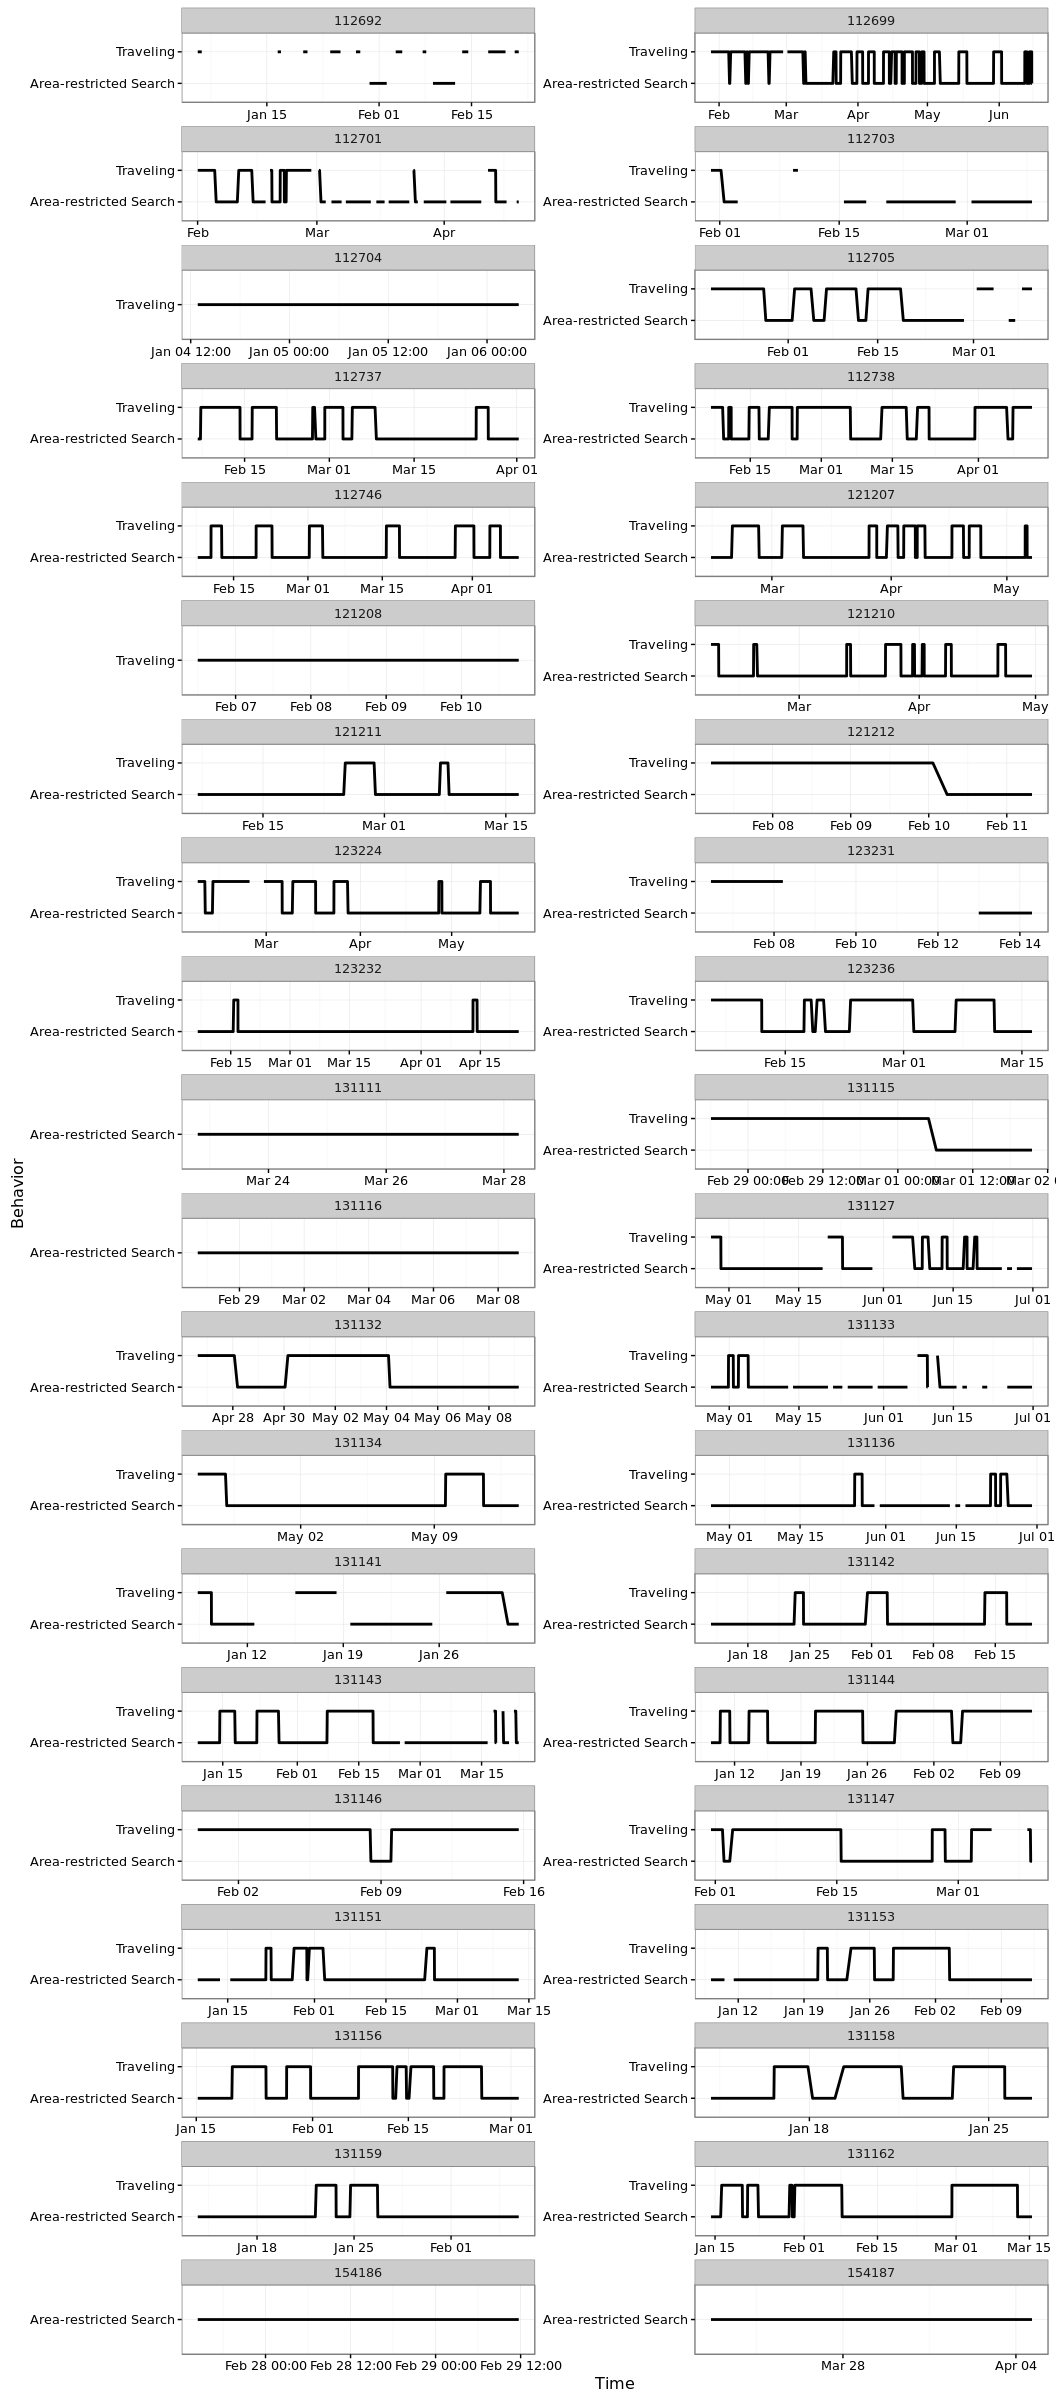 112692 112699
Traveling Traveling
Area-restricted Search Area-restricted Search
Jan 15 Feb 01 Feb 15 Feb Mar Apr May Jun
112701 112703
Traveling Traveling
Area-restricted Search Area-restricted Search
Feb Mar Apr Feb 01 Feb 15 Mar 01
112704 112705
Traveling Traveling
Area-restricted Search
Jan 04 12:00 Jan 05 00:00 Jan 05 12:00 Jan 06 00:00 Feb 01 Feb 15 Mar 01
112737 112738
Traveling Traveling
Area-restricted Search Area-restricted Search
Feb 15 Mar 01 Mar 15 Apr 01 Feb 15 Mar 01 Mar 15 Apr 01
112746 121207
Traveling Traveling
Area-restricted Search Area-restricted Search
Feb 15 Mar 01 Mar 15 Apr 01 Mar Apr May
121208 121210
Traveling Traveling
Area-restricted Search
Feb 07 Feb 08 Feb 09 Feb 10 Mar Apr May
121211 121212
Traveling Traveling
Area-restricted Search Area-restricted Search
Feb 15 Mar 01 Mar 15 Feb 08 Feb 09 Feb 10 Feb 11
123224 123231
Traveling Traveling
Area-restricted Search Area-restricted Search
Mar Apr May Feb 08 Feb 10 Feb 12 Feb 14
123232 123236
Traveling Traveling
Area-restricted Search Area-restricted Search
Feb 15 Mar 01 Mar 15 Apr 01 Apr 15 Feb 15 Mar 01 Mar 15
131111 131115
Area-restricted Search Traveling
Area-restricted Search
Mar 24 Mar 26 Mar 28 Feb 29 00:00 Feb 29 12:00 Mar 01 00:00 Mar 01 12:00 Mar 02
Behavior
131116 131127
Area-restricted Search Traveling
Area-restricted Search
Feb 29 Mar 02 Mar 04 Mar 06 Mar 08 May 01 May 15 Jun 01 Jun 15 Jul 01
131132 131133
Traveling Traveling
Area-restricted Search Area-restricted Search
Apr 28 Apr 30 May 02 May 04 May 06 May 08 May 01 May 15 Jun 01 Jun 15 Jul 01
131134 131136
Traveling Traveling
Area-restricted Search Area-restricted Search
May 02 May 09 May 01 May 15 Jun 01 Jun 15 Jul 01
131141 131142
Traveling Traveling
Area-restricted Search Area-restricted Search
Jan 12 Jan 19 Jan 26 Jan 18 Jan 25 Feb 01 Feb 08 Feb 15
131143 131144
Traveling Traveling
Area-restricted Search Area-restricted Search
Jan 15 Feb 01 Feb 15 Mar 01 Mar 15 Jan 12 Jan 19 Jan 26 Feb 02 Feb 09
131146 131147
Traveling Traveling
Area-restricted Search Area-restricted Search
Feb 02 Feb 09 Feb 16 Feb 01 Feb 15 Mar 01
131151 131153
Traveling Traveling
Area-restricted Search Area-restricted Search
Jan 15 Feb 01 Feb 15 Mar 01 Mar 15 Jan 12 Jan 19 Jan 26 Feb 02 Feb 09
131156 131158
Traveling Traveling
Area-restricted Search Area-restricted Search
Jan 15 Feb 01 Feb 15 Mar 01 Jan 18 Jan 25
131159 131162
Traveling Traveling
Area-restricted Search Area-restricted Search
Jan 18 Jan 25 Feb 01 Jan 15 Feb 01 Feb 15 Mar 01 Mar 15
154186 154187
Area-restricted Search Area-restricted Search
Feb 28 00:00 Feb 28 12:00 Feb 29 00:00 Feb 29 12:00 Mar 28 Apr 04
Time